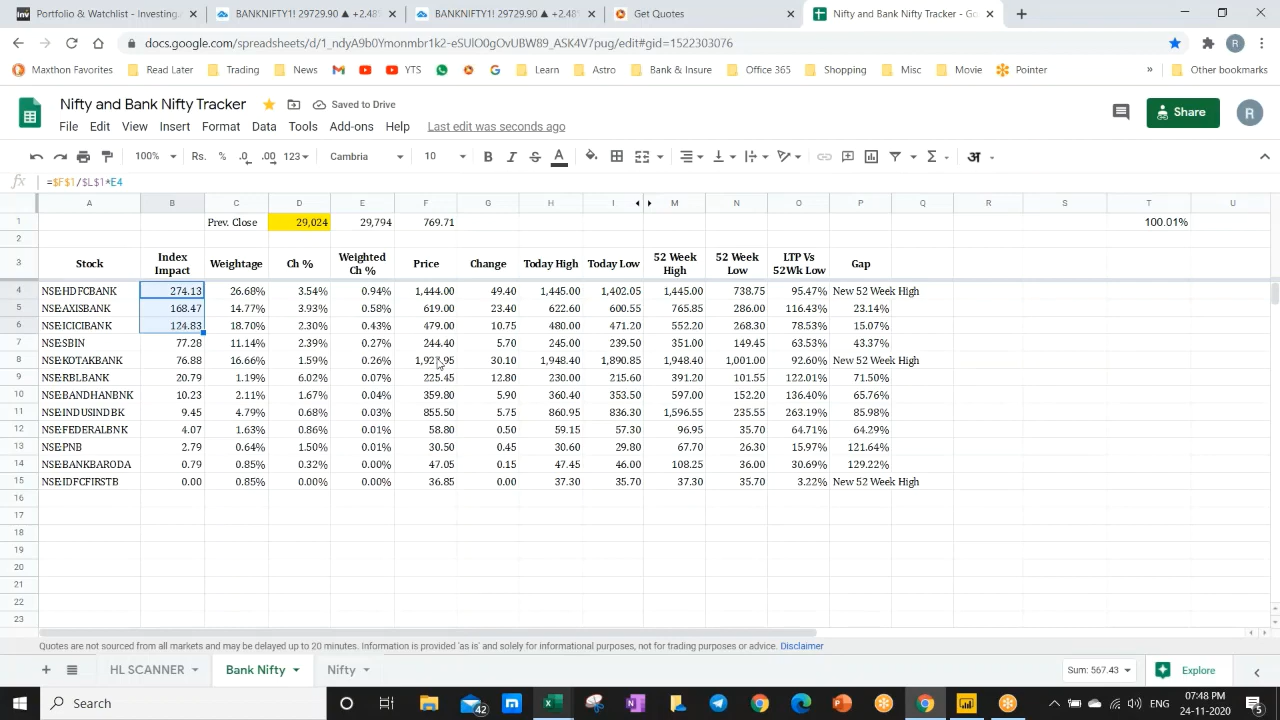 Portfolio & Watchlist - Investing.
BANKNIFTY1! 29729.90 ▲ +2.48%
BANKNIFTY1! 29729.90 ▲ +2.48%
Get Quotes
Nifty and Bank Nifty Tracker - Go
docs.google.com/spreadsheets/d/1_ndyA9b0Ymonmbr1k2-eSUlO0gOxUBW89_ASK4V7pug/edit#gid=1522303076
R
Maxthon Favorites Read Later Trading News YTS Learn Astro Bank & Insure Office 365 Shopping Misc Movie Pointer » Other bookmarks
Nifty and Bank Nifty Tracker Saved to Drive
Share
R
File Edit View Insert Format Data Tools Add-ons Help Last edit was seconds ago
100% Rs. % .0 .00 123 Cambria 10 B I S A Σ अ
fx =$F$1/$L$1*E4
A B C D E F G H I M N O P Q R S T U
1 Prev. Close 29,024 29,794 769.71 100.01%
2
3 Stock Index Impact Weightage Ch % Weighted Ch % Price Change Today High Today Low 52 Week High 52 Week Low LTP Vs 52Wk Low Gap
4 NSE:HDFCBANK 274.13 26.68% 3.54% 0.94% 1,444.00 49.40 1,445.00 1,402.05 1,445.00 738.75 95.47% New 52 Week High
5 NSE:AXISBANK 168.47 14.77% 3.93% 0.58% 619.00 23.40 622.60 600.55 765.85 286.00 116.43% 23.14%
6 NSE:ICICIBANK 124.83 18.70% 2.30% 0.43% 479.00 10.75 480.00 471.20 552.20 268.30 78.53% 15.07%
7 NSE:SBIN 77.28 11.14% 2.39% 0.27% 244.40 5.70 245.00 239.50 351.00 149.45 63.53% 43.37%
8 NSE:KOTAKBANK 76.88 16.66% 1.59% 0.26% 30.10 1,948.40 1,890.85 1,948.40 1,001.00 92.60% New 52 Week High
9 NSE:RBLBANK 20.79 1.19% 6.02% 0.07% 225.45 12.80 230.00 215.60 391.20 101.55 122.01% 71.50%
10 NSE:BANDHANBNK 10.23 2.11% 1.67% 0.04% 359.80 5.90 360.40 353.50 597.00 152.20 136.40% 65.76%
11 NSE:INDUSINDBK 9.45 4.79% 0.68% 0.03% 855.50 5.75 860.95 836.30 1,596.55 235.55 263.19% 85.98%
12 NSE:FEDERALBNK 4.07 1.63% 0.86% 0.01% 58.80 0.50 59.15 57.30 96.95 35.70 64.71% 64.29%
13 NSE:PNB 2.79 0.64% 1.50% 0.01% 30.50 0.45 30.60 29.80 67.70 26.30 15.97% 121.64%
14 NSE:BANKBARODA 0.79 0.85% 0.32% 0.00% 47.05 0.15 47.45 46.00 108.25 36.00 30.69% 129.22%
15 NSE:IDFCFIRSTB 0.00 0.85% 0.00% 0.00% 36.85 0.00 37.30 35.70 37.30 35.70 3.22% New 52 Week High
16
17
18
19
20
21
22
23
Quotes are not sourced from all markets and may be delayed up to 20 minutes. Information is provided 'as is' and solely for informational purposes, not for trading purposes or advice. Disclaimer
HL SCANNER Bank Nifty Nifty Sum: 567.43 Explore
Search 42 ENG 07:48 PM
24-11-2020 5